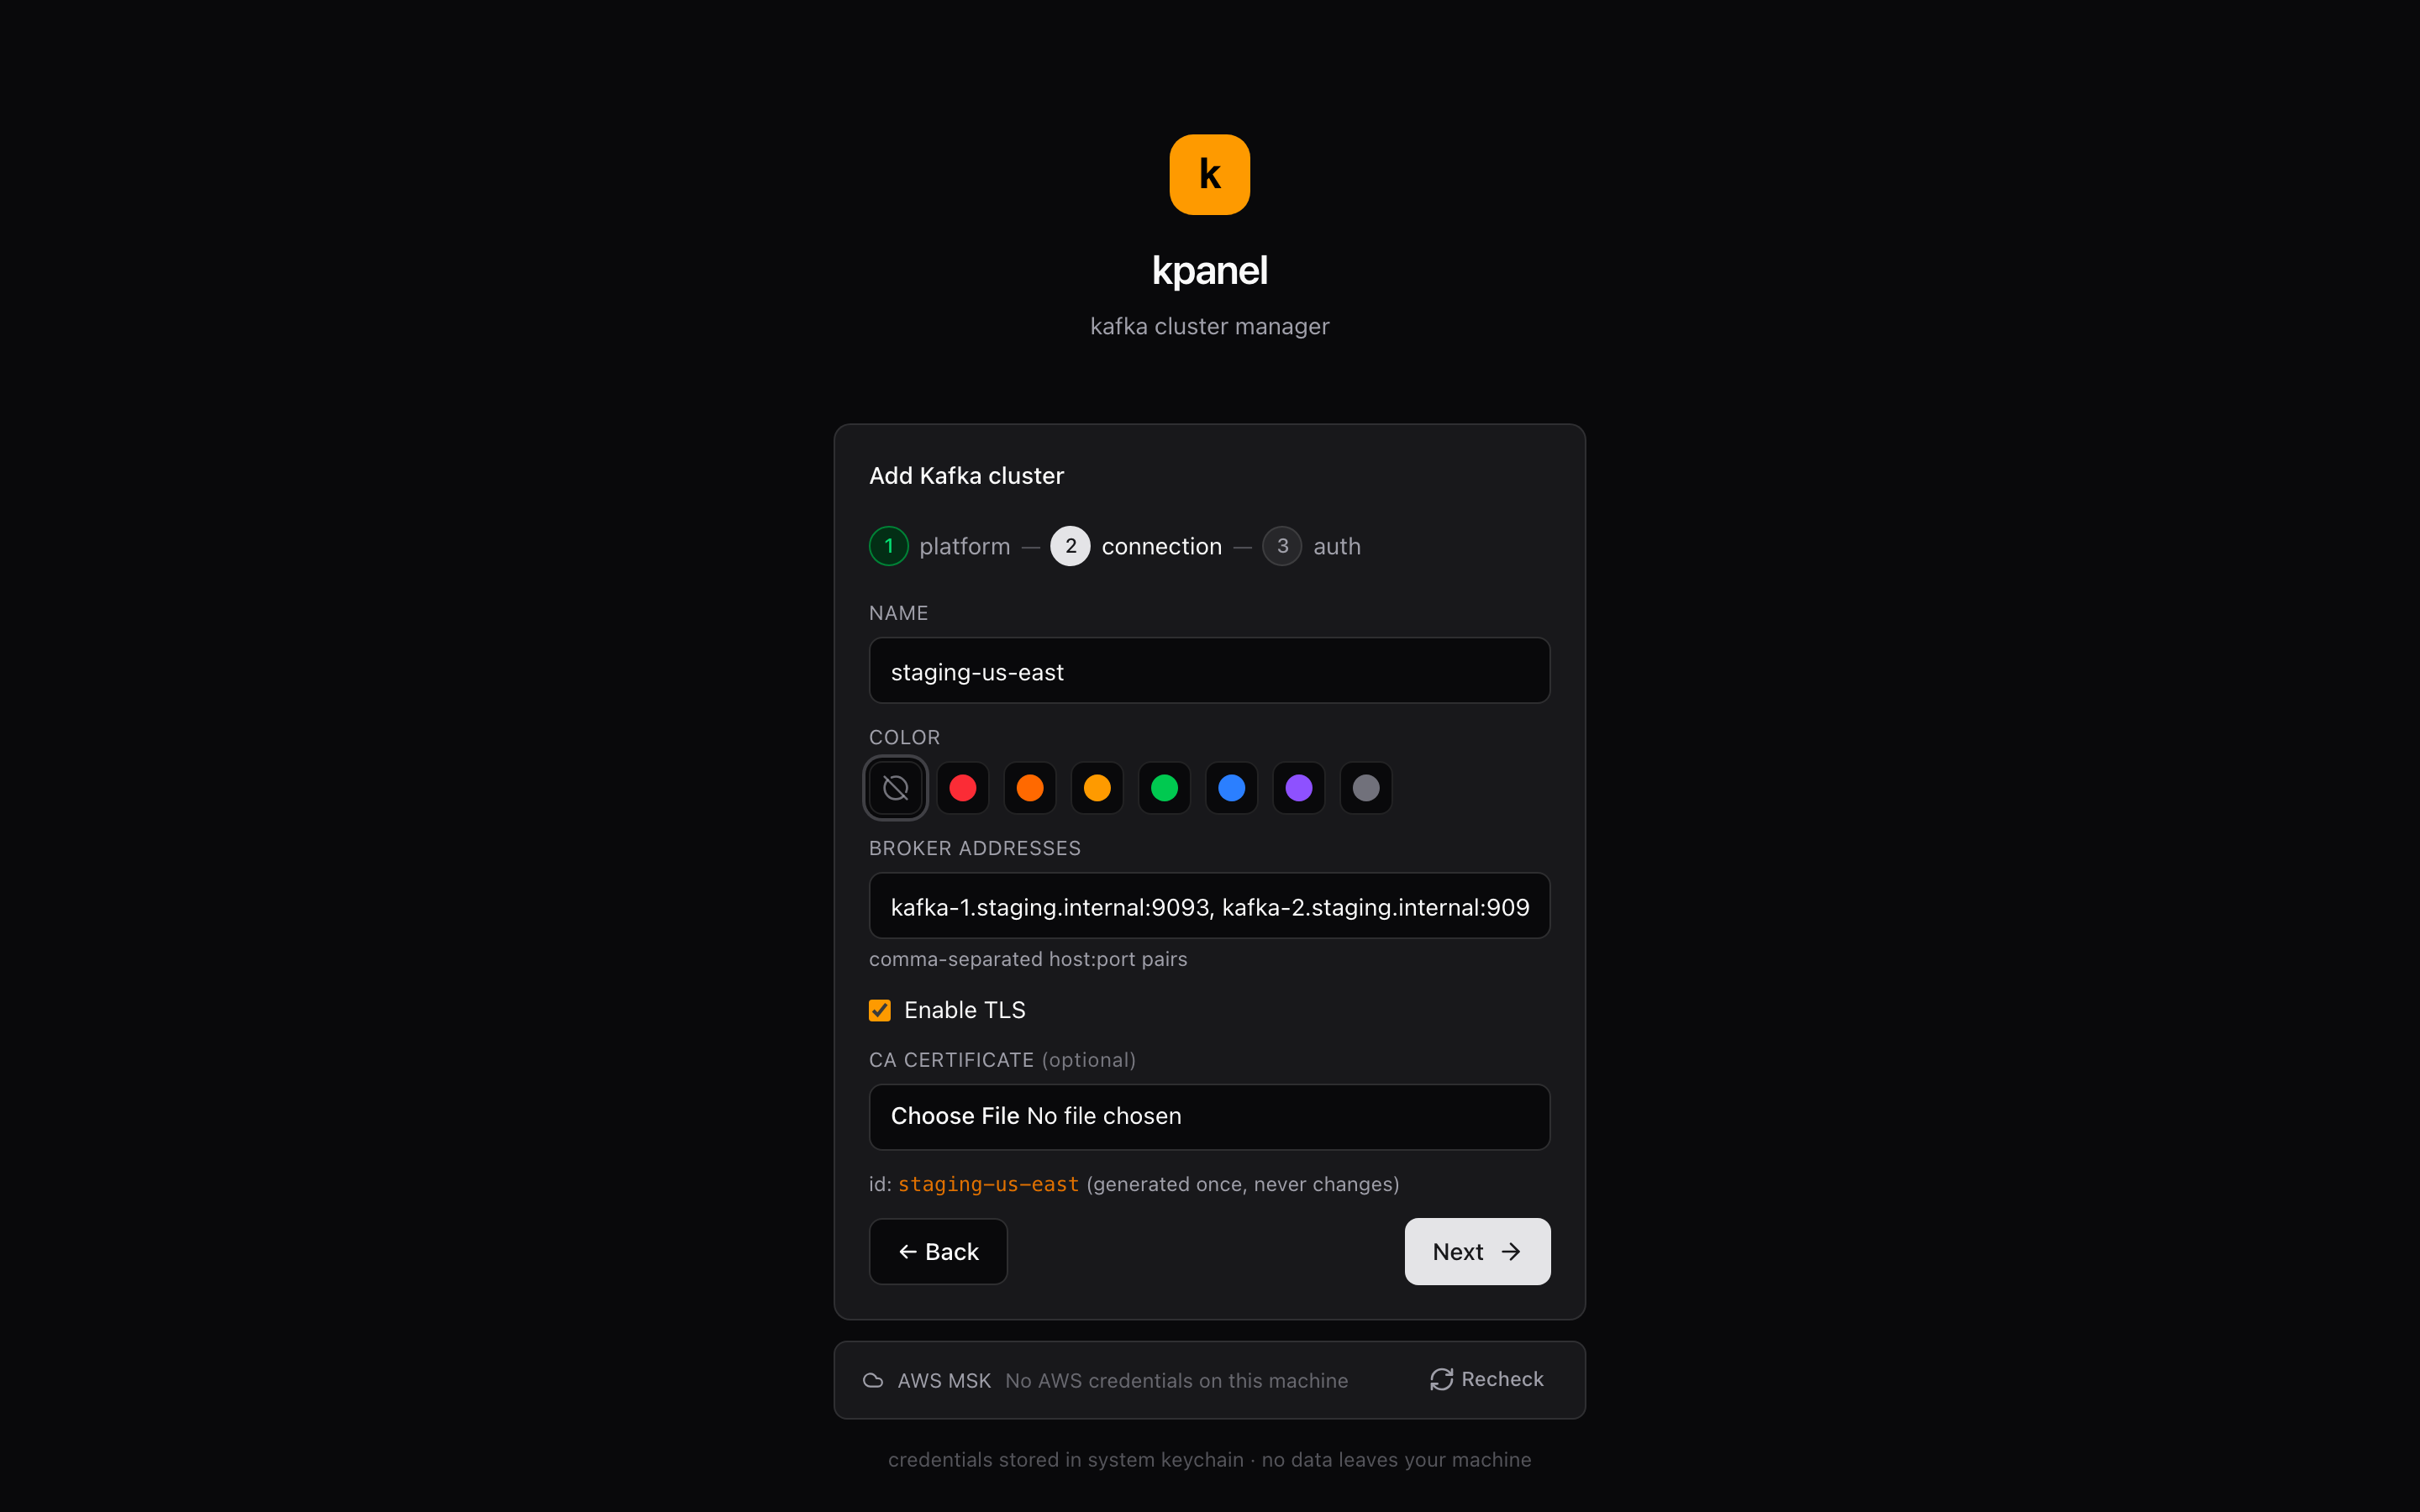 k
kpanel
kafka cluster manager
Add Kafka cluster
1 platform — 2 connection — 3 auth
NAME
staging-us-east
COLOR
BROKER ADDRESSES
kafka-1.staging.internal:9093, kafka-2.staging.internal:909
comma-separated host:port pairs
Enable TLS
CA CERTIFICATE (optional)
Choose File No file chosen
id: staging-us-east (generated once, never changes)
← Back
Next →
AWS MSK No AWS credentials on this machine Recheck
credentials stored in system keychain · no data leaves your machine